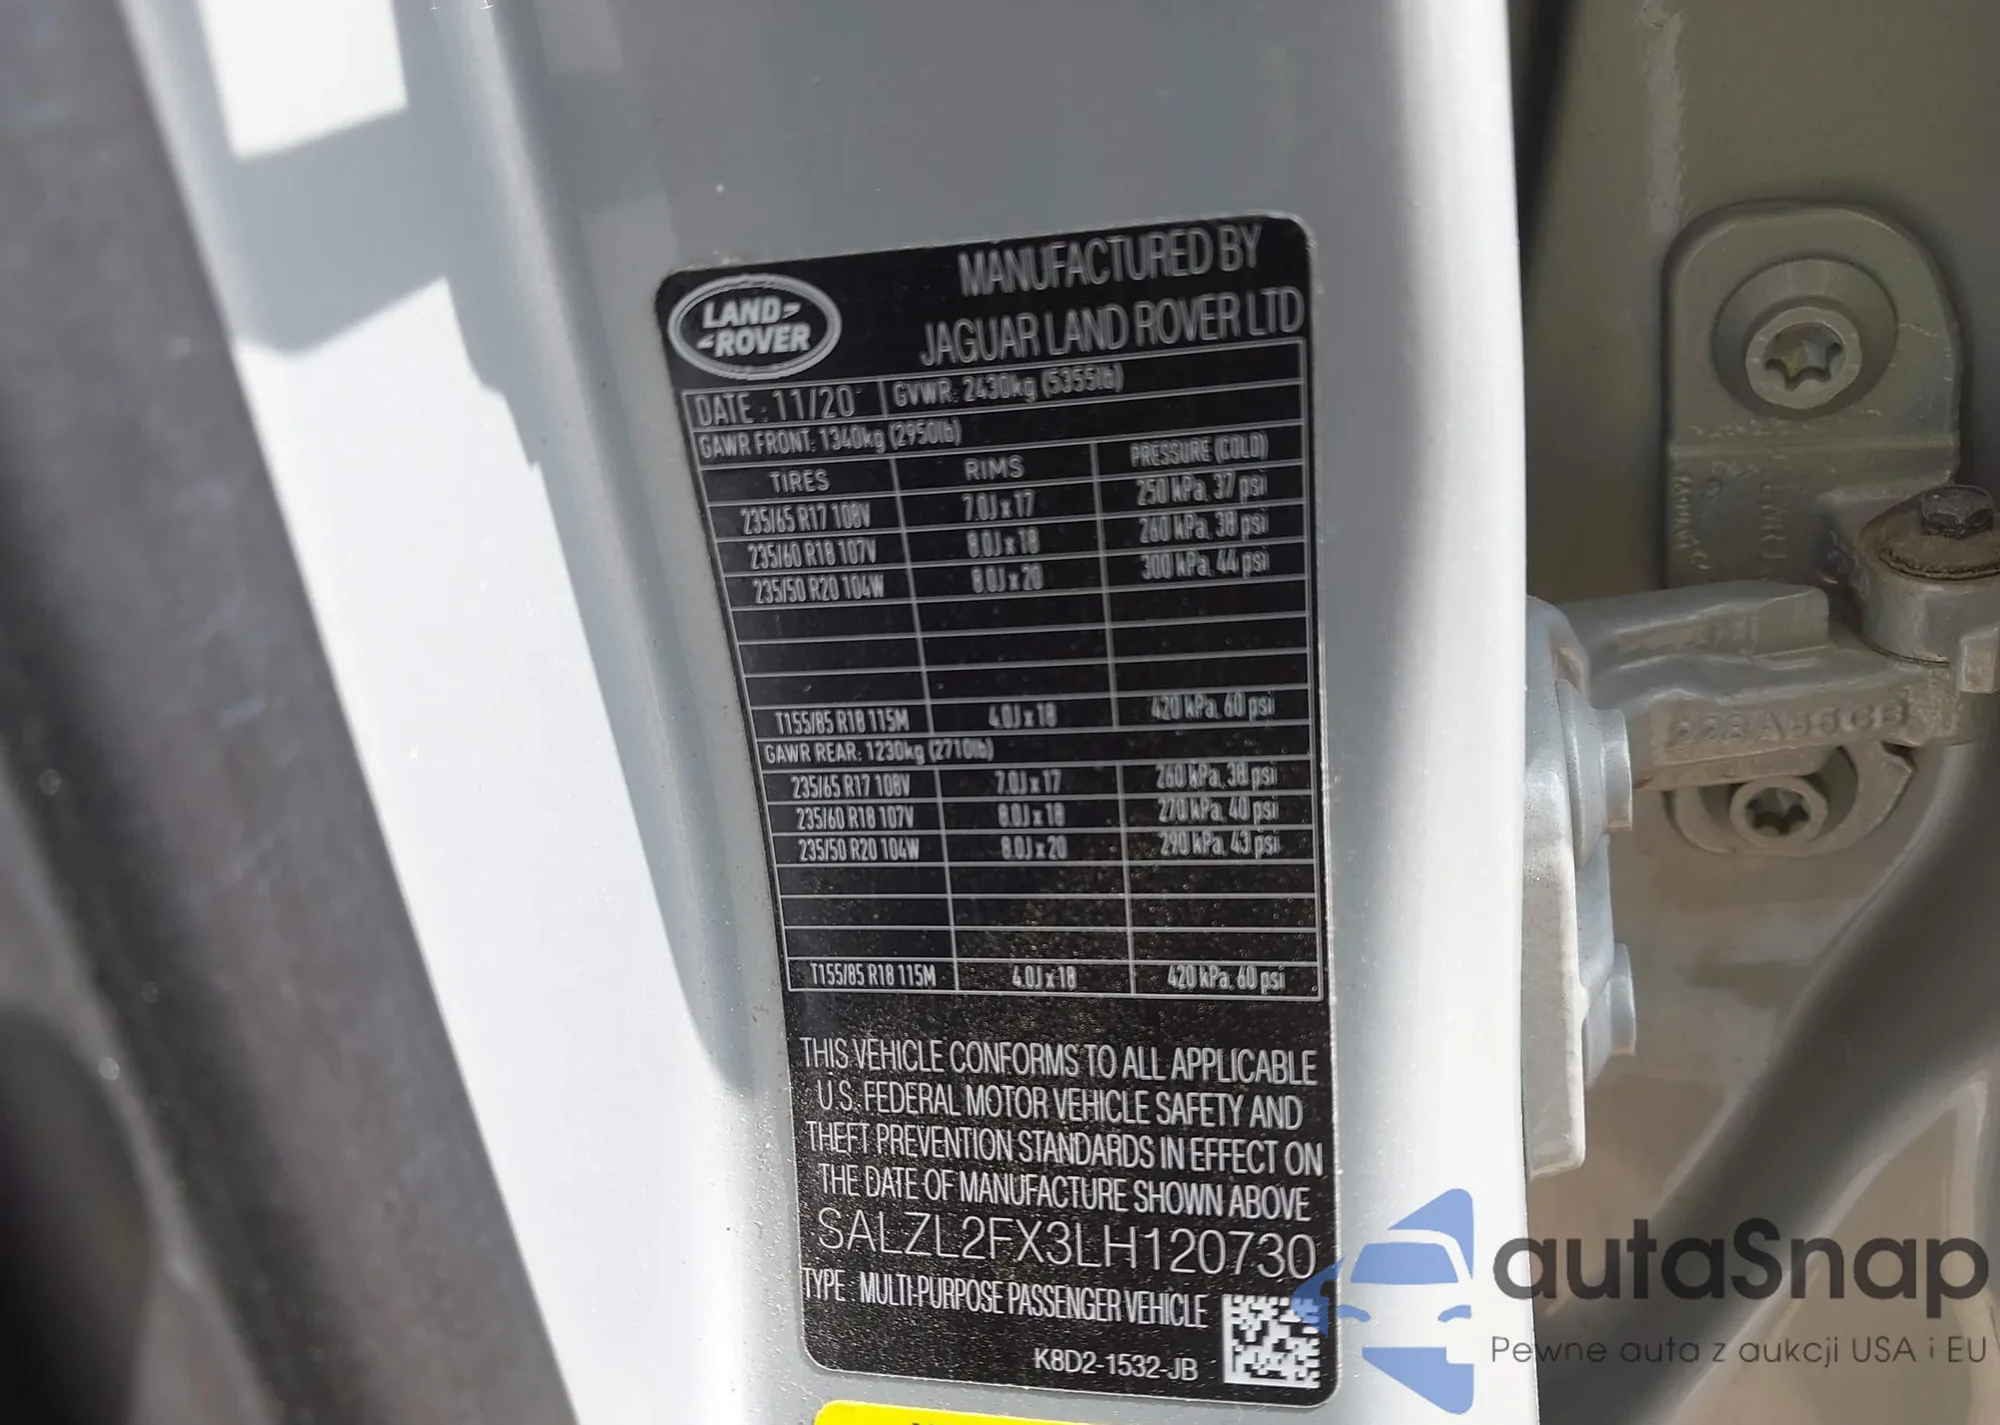 LAND-
-ROVER
MANUFACTURED BY
JAGUAR LAND ROVER LTD
DATE : 11/20 GVWR: 2430kg (5355lb)
GAWR FRONT: 1340kg (2950lb)
TIRES RIMS PRESSURE (COLD)
235/65 R17 108V 7.0J x 17 250 kPa, 37 psi
235/60 R18 107V 8.0J x 18 260 kPa, 38 psi
235/50 R20 104W 8.0J x 20 300 kPa, 44 psi
T155/85 R18 115M 4.0J x 18 420 kPa, 60 psi
GAWR REAR: 1230kg (2710lb)
235/65 R17 108V 7.0J x 17 260 kPa, 38 psi
235/60 R18 107V 8.0J x 18 270 kPa, 40 psi
235/50 R20 104W 8.0J x 20 290 kPa, 43 psi
T155/85 R18 115M 4.0J x 18 420 kPa, 60 psi
THIS VEHICLE CONFORMS TO ALL APPLICABLE
U.S. FEDERAL MOTOR VEHICLE SAFETY AND
THEFT PREVENTION STANDARDS IN EFFECT ON
THE DATE OF MANUFACTURE SHOWN ABOVE
SALZL2FX3LH120730
TYPE : MULTI-PURPOSE PASSENGER VEHICLE
K8D2-1532-JB
autaSnap
Pewne auta z aukcji USA i EU